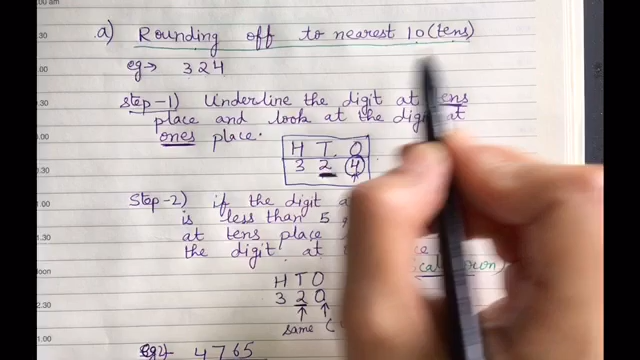 a) Rounding off to nearest 10 (tens)
eg→ 324
Step-1) Underline the digit at tens
place and look at the digit at
ones place.
H T O
3 2 4
Step-2) if the digit
is less than 5
at tens place
the digit at
H T O
3 2 0
same (
eg2→ 4765